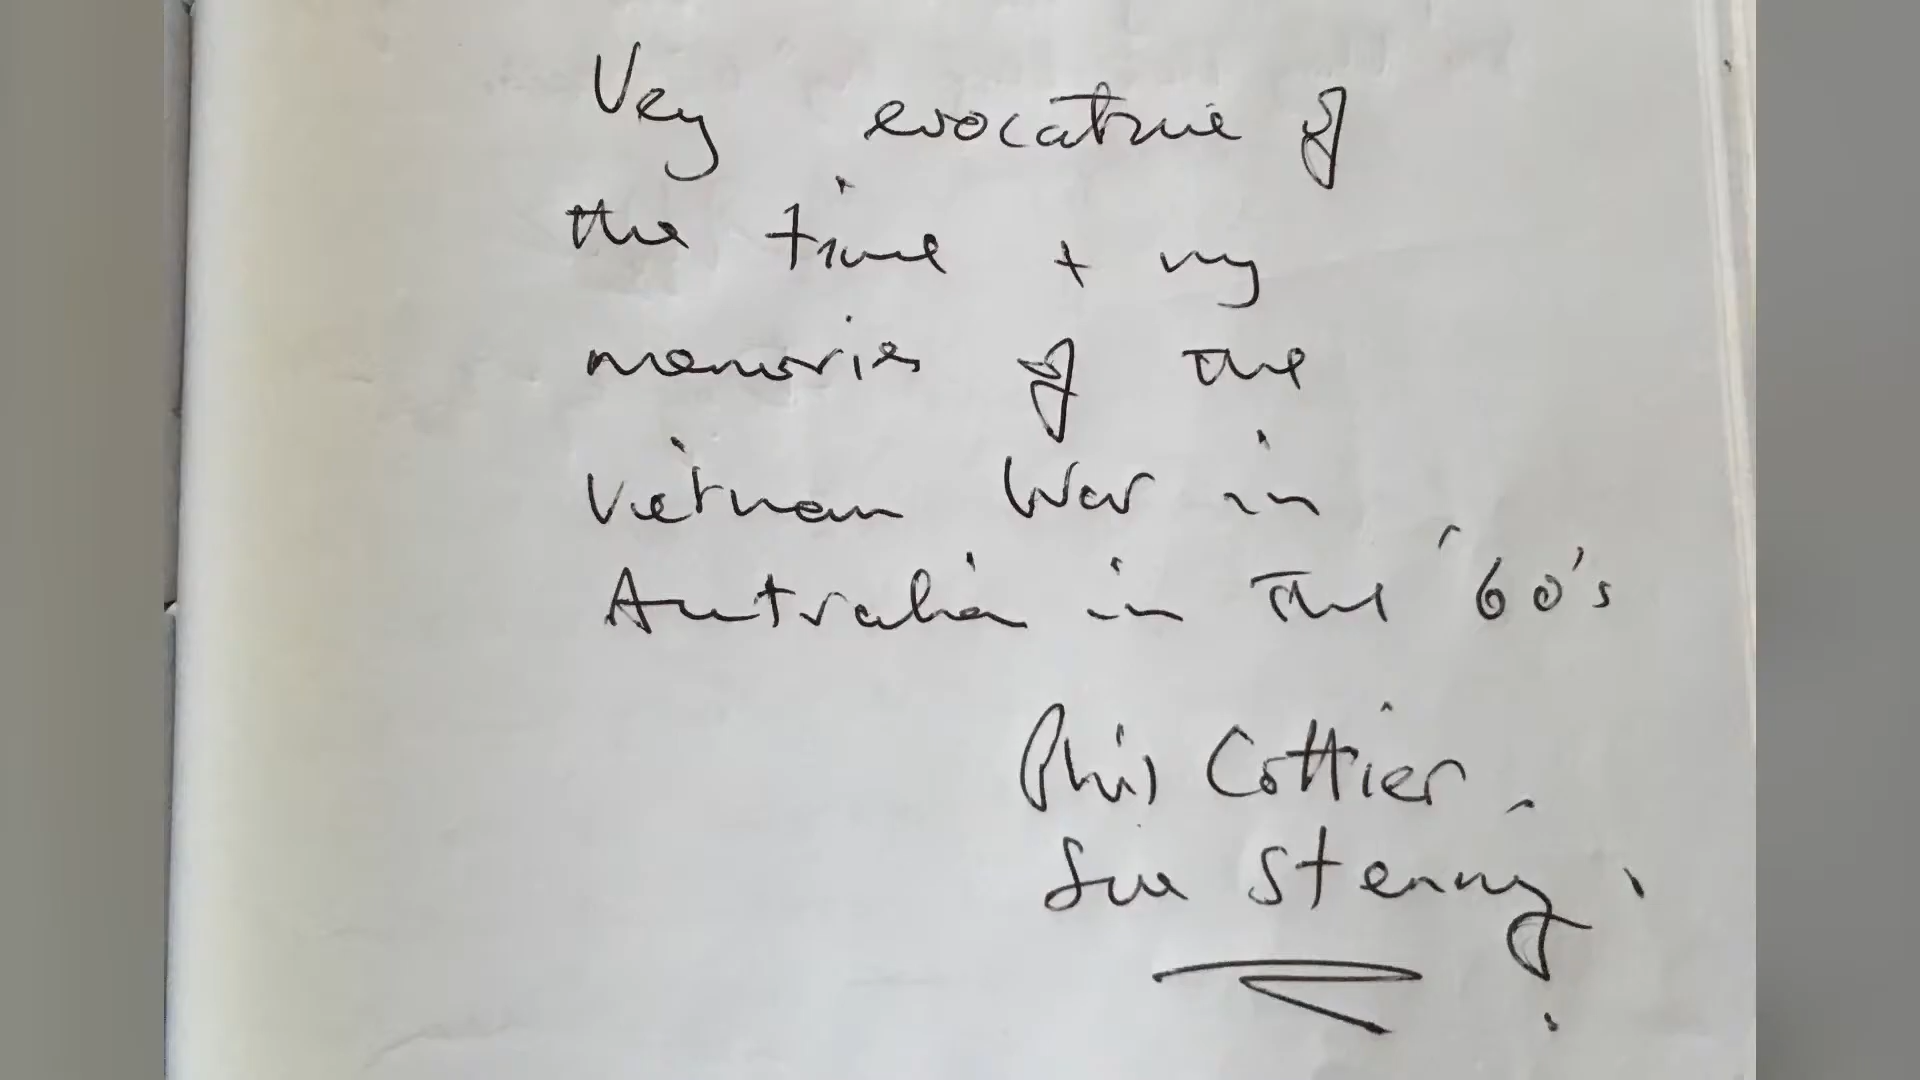 Very evocative of
the time + my
memories of the
Vietnam War in
Australia in the '60's
Phil Cottier.
Sue Stenning.